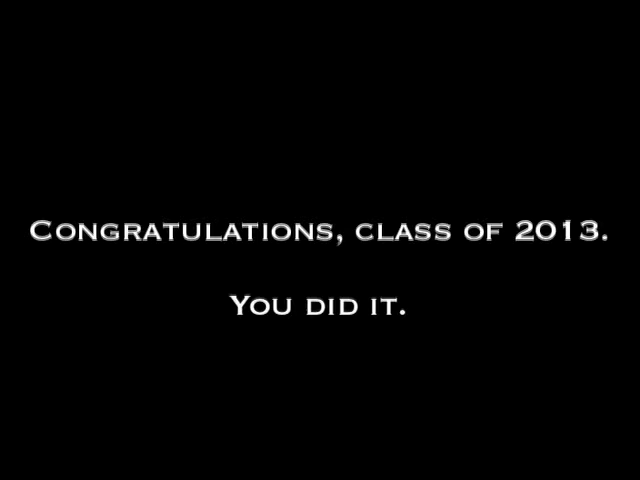 Congratulations, class of 2013.
You did it.